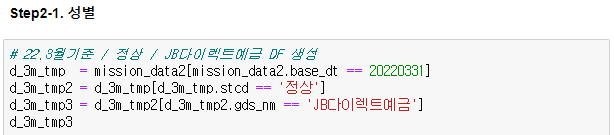 Step2-1. 성별
# 22.3월기준 / 정상 / JB다이렉트예금 DF 생성
d_3m_tmp  = mission_data2[mission_data2.base_dt == 20220331]
d_3m_tmp2 = d_3m_tmp[d_3m_tmp.stcd == '정상']
d_3m_tmp3 = d_3m_tmp2[d_3m_tmp2.gds_nm == 'JB다이렉트예금']
d_3m_tmp3